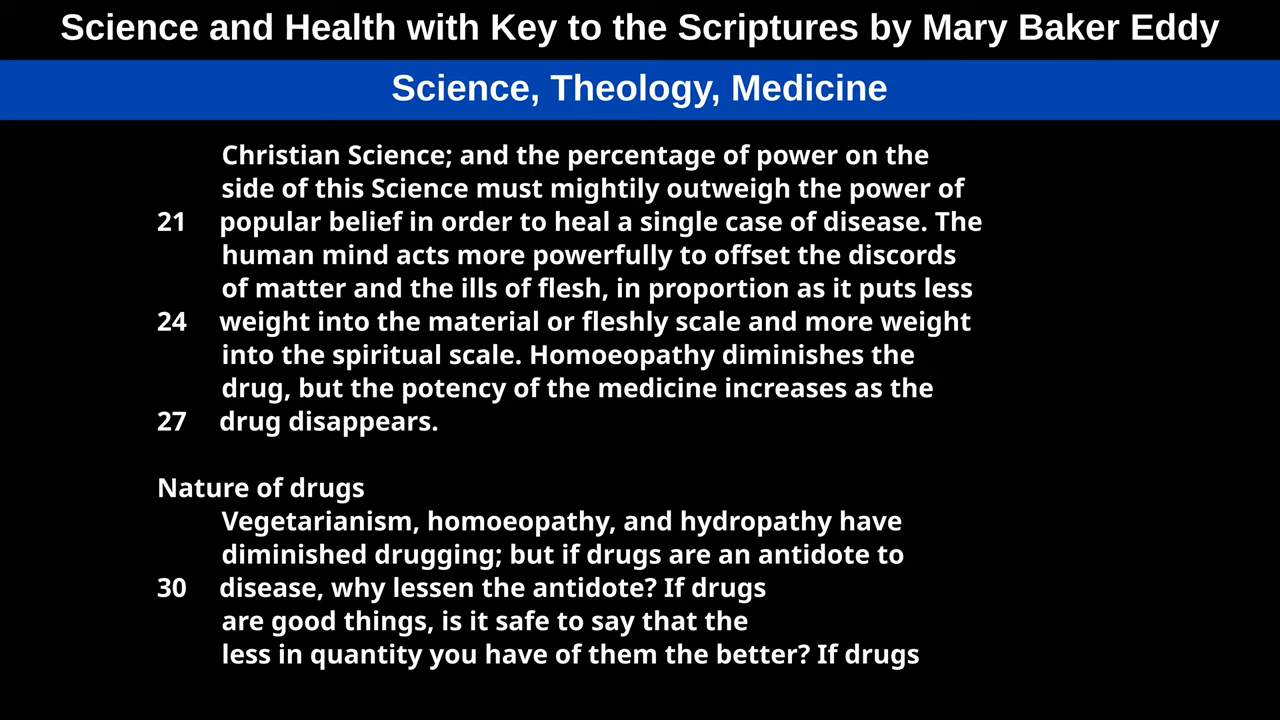 Science and Health with Key to the Scriptures by Mary Baker Eddy
Science, Theology, Medicine
Christian Science; and the percentage of power on the
side of this Science must mightily outweigh the power of
21 popular belief in order to heal a single case of disease. The
human mind acts more powerfully to offset the discords
of matter and the ills of flesh, in proportion as it puts less
24 weight into the material or fleshly scale and more weight
into the spiritual scale. Homoeopathy diminishes the
drug, but the potency of the medicine increases as the
27 drug disappears.
Nature of drugs
Vegetarianism, homoeopathy, and hydropathy have
diminished drugging; but if drugs are an antidote to
30 disease, why lessen the antidote? If drugs
are good things, is it safe to say that the
less in quantity you have of them the better? If drugs